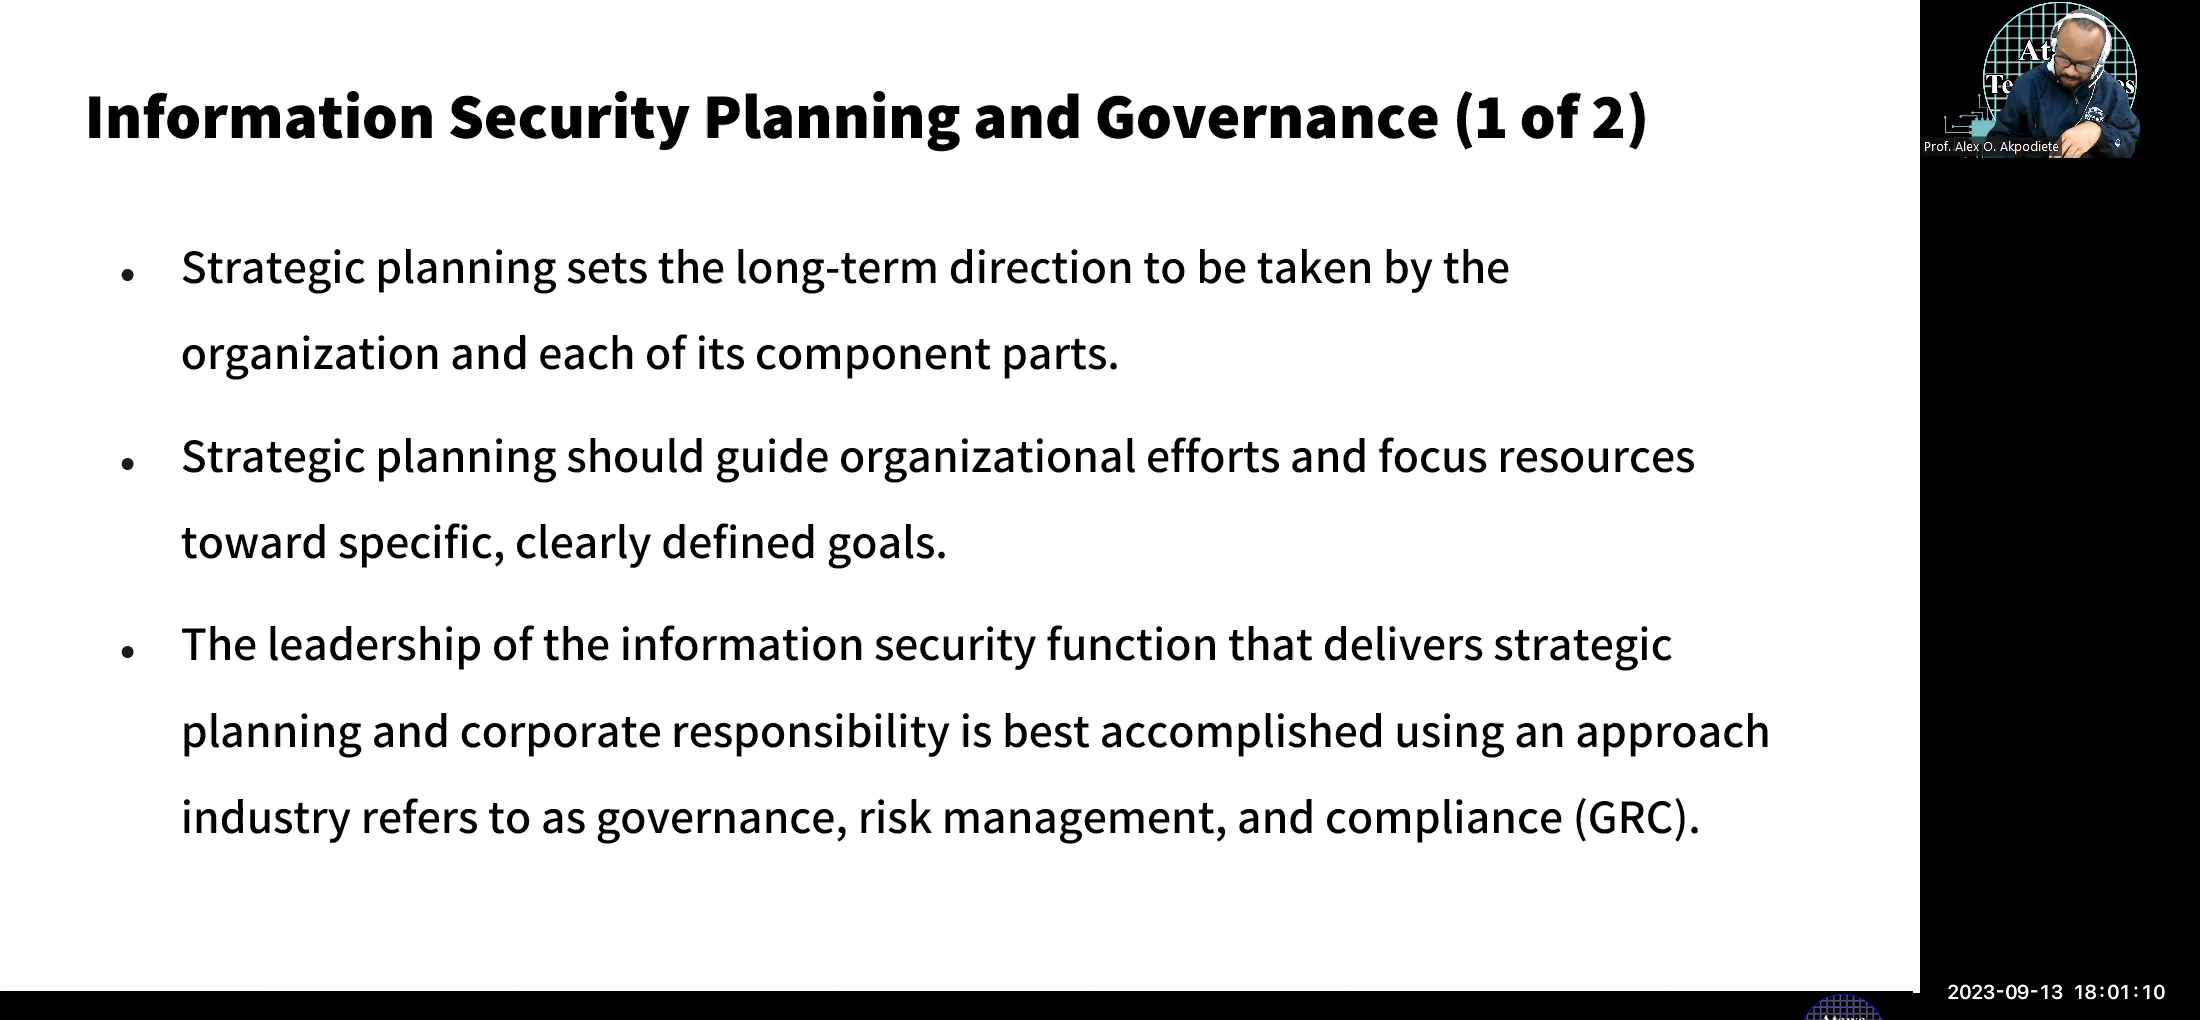 Information Security Planning and Governance (1 of 2)
• Strategic planning sets the long-term direction to be taken by the
organization and each of its component parts.
• Strategic planning should guide organizational efforts and focus resources
toward specific, clearly defined goals.
• The leadership of the information security function that delivers strategic
planning and corporate responsibility is best accomplished using an approach
industry refers to as governance, risk management, and compliance (GRC).
Prof. Alex O. Akpodiete
2023-09-13 18:01:10